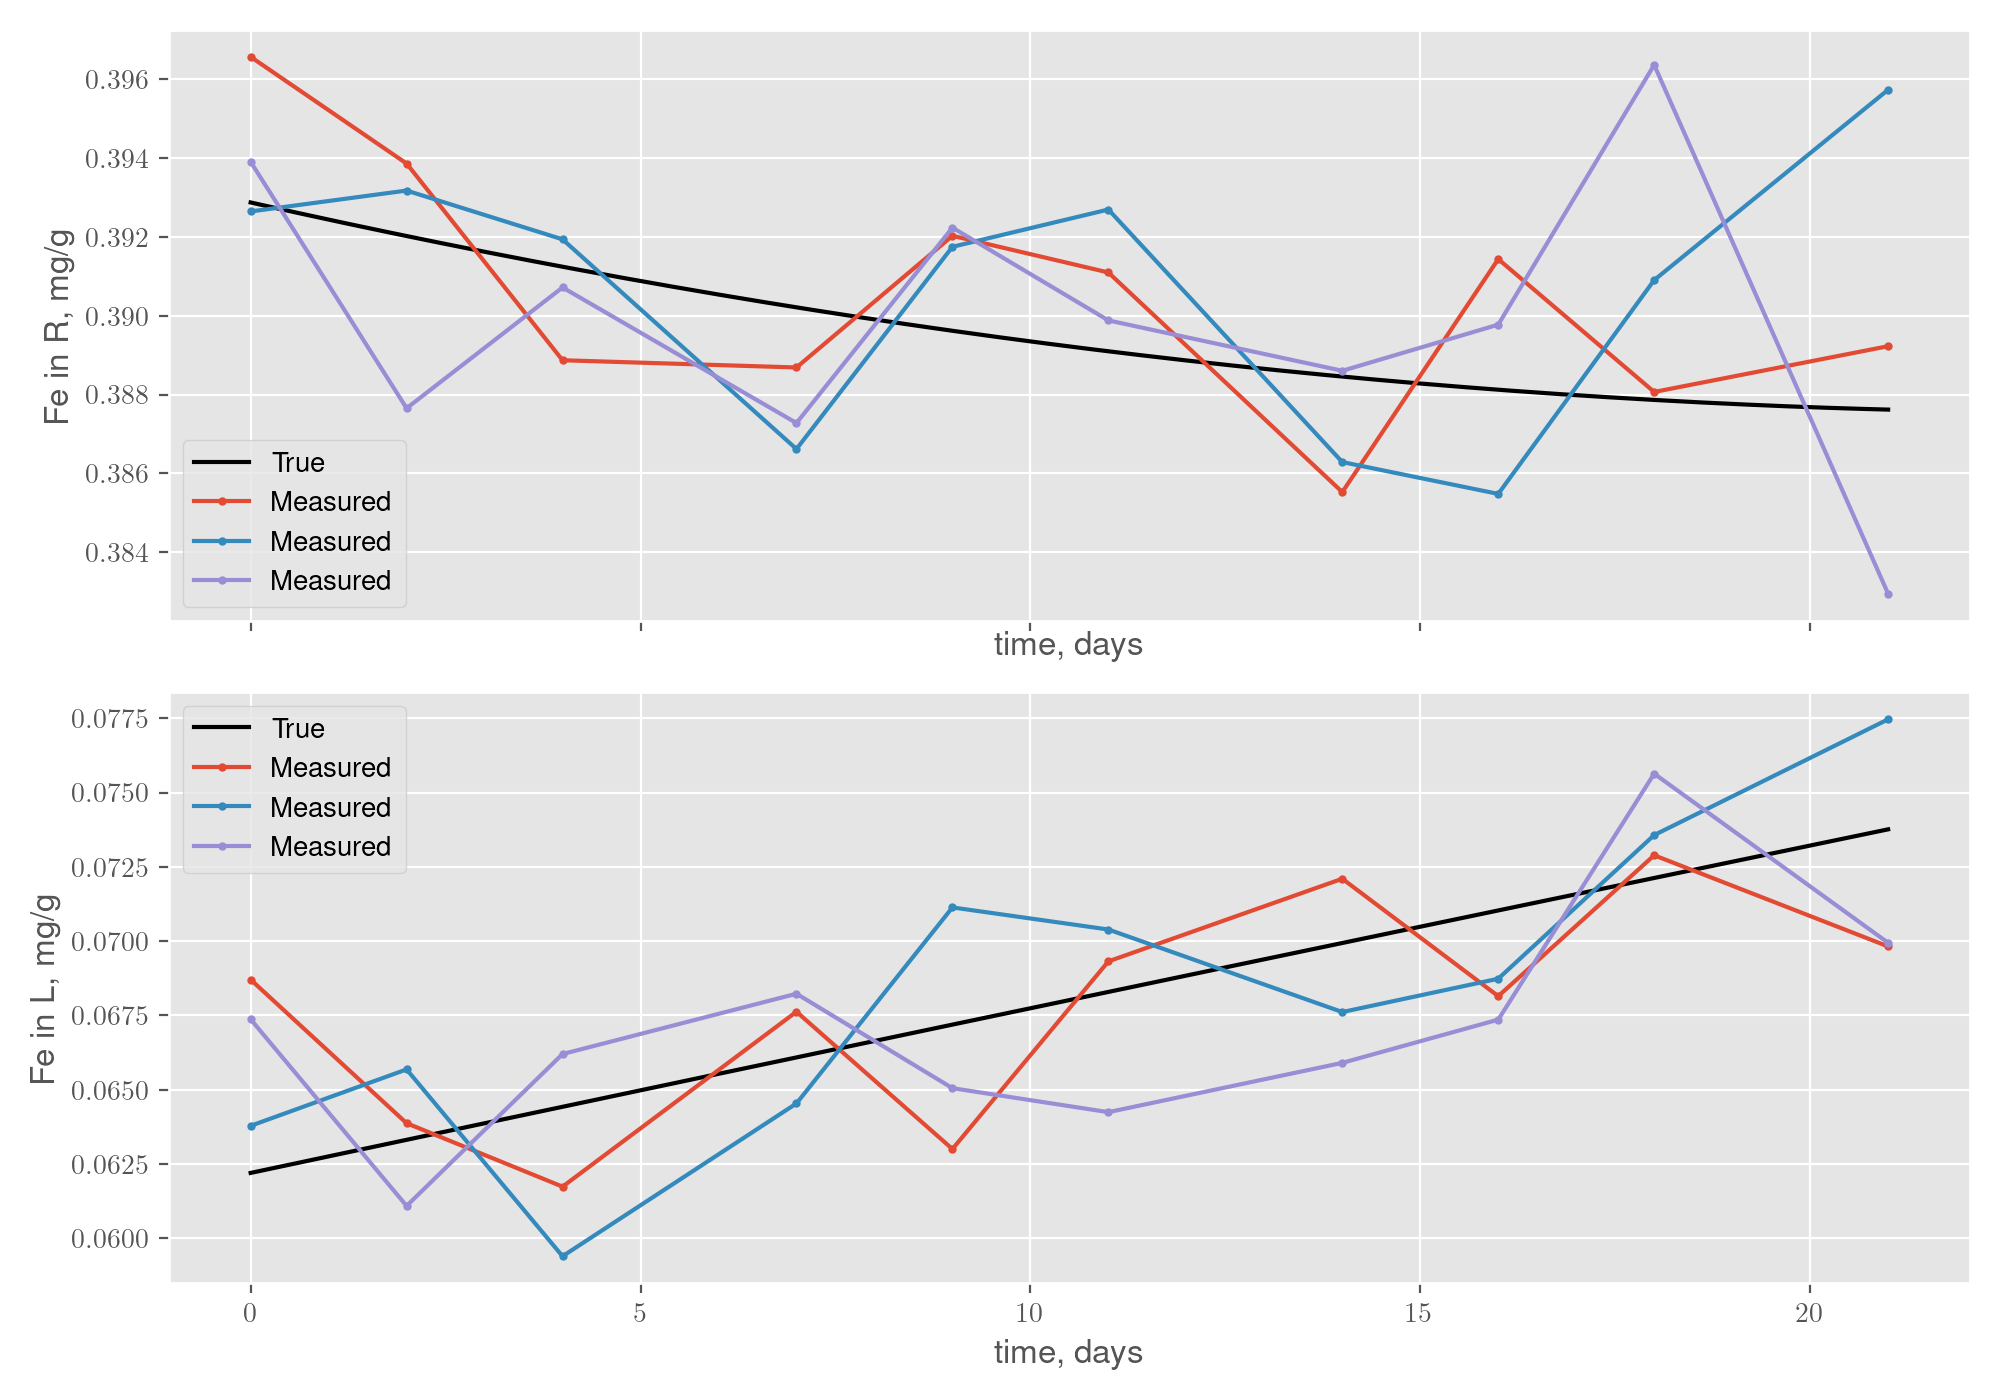 Fe in R, mg/g
0.396
0.394
0.392
0.390
0.388
0.386
0.384
True
Measured
Measured
Measured
time, days
Fe in L, mg/g
0.0775
0.0750
0.0725
0.0700
0.0675
0.0650
0.0625
0.0600
True
Measured
Measured
Measured
0 5 10 15 20
time, days